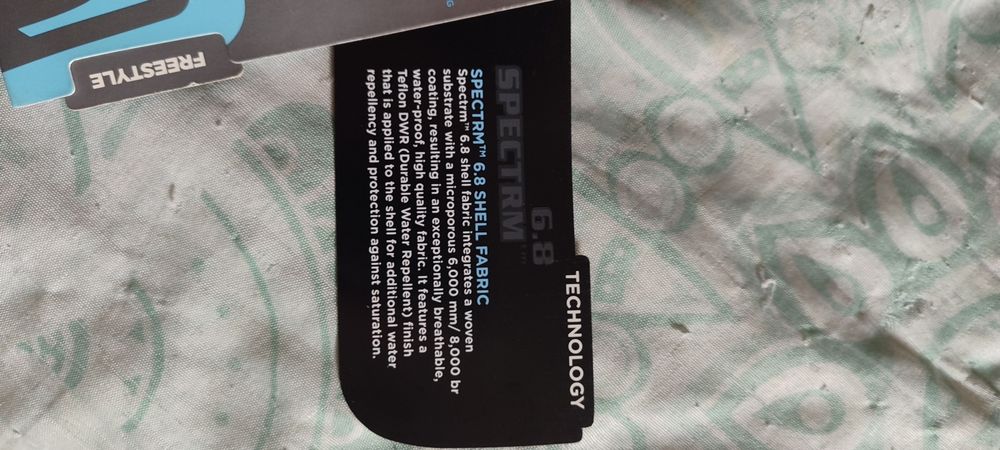 TECHNOLOGY
6.8
SPECTRM™
SPECTRM™ 6.8 SHELL FABRIC
Spectrm™ 6.8 shell fabric integrates a woven
substrate with a microporous 6,000 mm/ 8,000 br
coating, resulting in an exceptionally breathable,
water-proof, high quality fabric. It features a
Teflon DWR (Durable Water Repellent) finish
that is applied to the shell for additional water
repellency and protection against saturation.
FREESTYLE